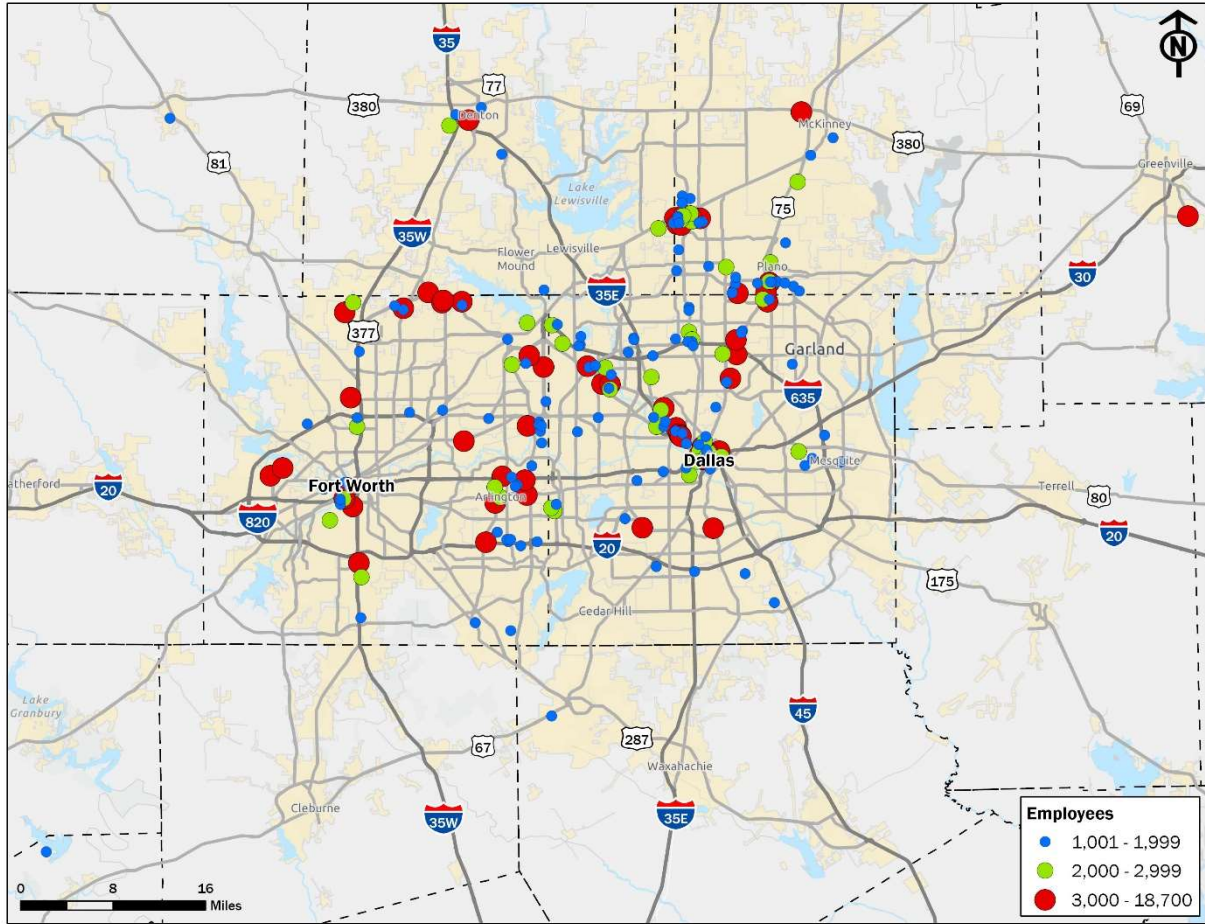 N
35
77
380
Denton
McKinney
69
380
81
Greenville
Lake
Lewisville
75
35W
Flower
Mound
Lewisville
Plano
30
35E
377
Garland
635
Dallas
Mesquite
Terrell
80
20
Fort Worth
Arlington
820
20
20
175
Cedar Hill
Lake
Granbury
45
67
287
Waxahachie
Cleburne
35W
35E
Employees
1,001 - 1,999
2,000 - 2,999
3,000 - 18,700
0 8 16
Miles